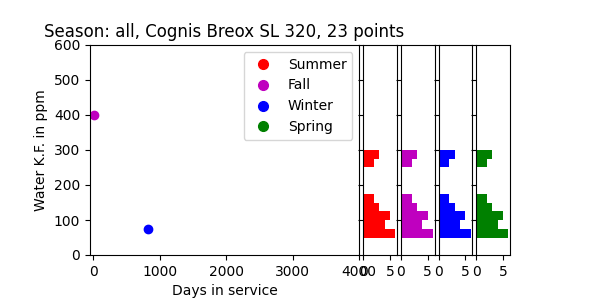 Season: all, Cognis Breox SL 320, 23 points
Water K.F. in ppm
600
500
400
300
200
100
0
Summer
Fall
Winter
Spring
0 1000 2000 3000 4000 0 5 0 5 0 5 0 5
Days in service